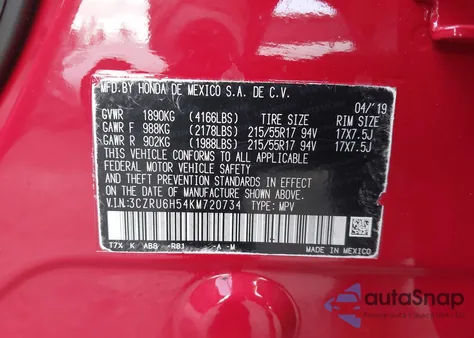 MFD. BY HONDA DE MEXICO S.A. DE C.V.
04/'19
GVWR 1890KG (4166LBS) TIRE SIZE RIM SIZE
GAWR F 988KG (2178LBS) 215/55R17 94V 17X7.5J
GAWR R 902KG (1988LBS) 215/55R17 94V 17X7.5J
THIS VEHICLE CONFORMS TO ALL APPLICABLE
FEDERAL MOTOR VEHICLE SAFETY AND
THEFT PREVENTION STANDARDS IN EFFECT
ON THE DATE OF MANUFACTURE SHOWN ABOVE.
V.I.N:3CZRU6H54KM720734 TYPE: MPV
T7X K AB8 -R81 -A -M
MADE IN MEXICO
autoSnap